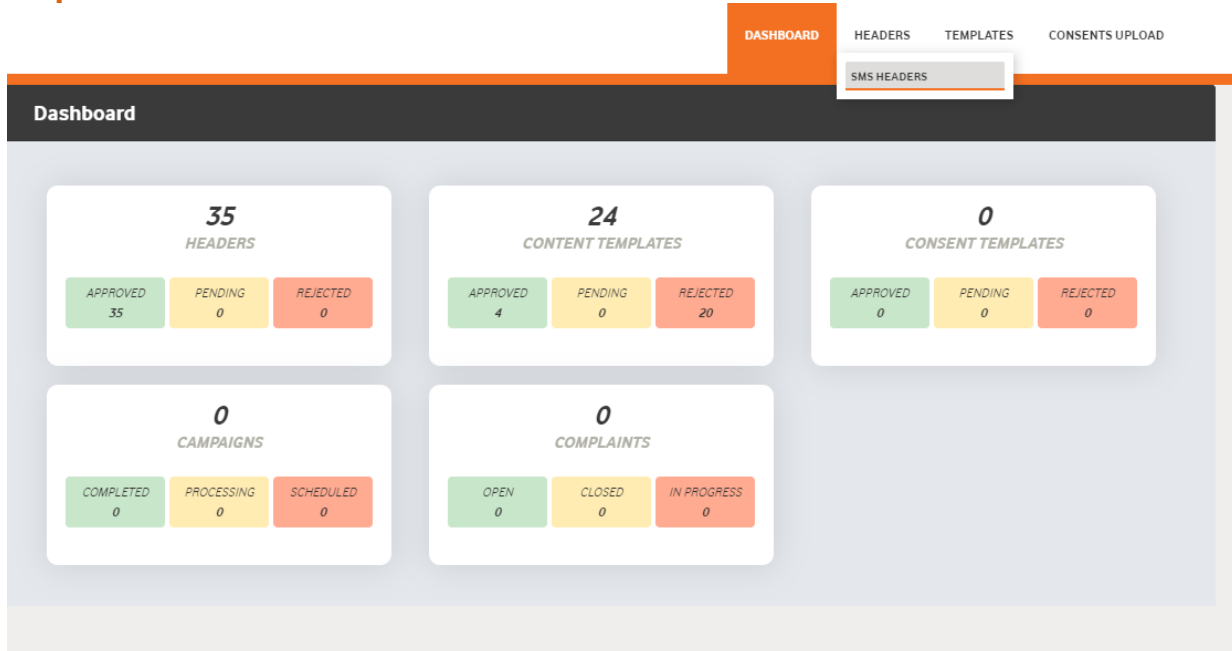 DASHBOARD HEADERS TEMPLATES CONSENTS UPLOAD
SMS HEADERS
Dashboard
35
HEADERS
APPROVED PENDING REJECTED
35 0 0
24
CONTENT TEMPLATES
APPROVED PENDING REJECTED
4 0 20
0
CONSENT TEMPLATES
APPROVED PENDING REJECTED
0 0 0
0
CAMPAIGNS
COMPLETED PROCESSING SCHEDULED
0 0 0
0
COMPLAINTS
OPEN CLOSED IN PROGRESS
0 0 0